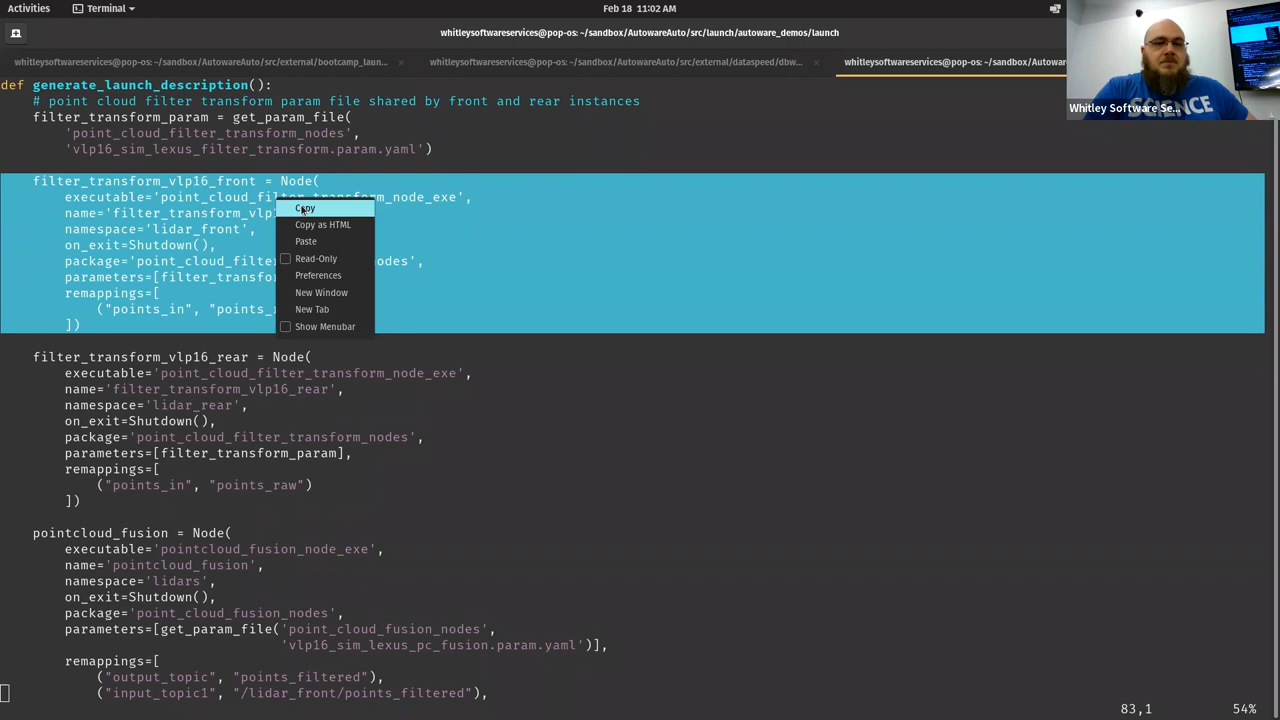 Activities
Terminal
Feb 18 11:02 AM
whitleysoftwareservices@pop-os: ~/sandbox/AutowareAuto/src/launch/autoware_demos/launch
whitleysoftwareservices@pop-os: ~/sandbox/AutowareAuto/src/external/bootcamp_laun...
whitleysoftwareservices@pop-os: ~/sandbox/AutowareAuto/src/external/dataspeed/dbw...
whitleysoftwareservices@pop-os: ~/sandbox/Autoware
SCIENCE
Whitley Software Se...
def generate_launch_description():
# point cloud filter transform param file shared by front and rear instances
filter_transform_param = get_param_file(
'point_cloud_filter_transform_nodes',
'vlp16_sim_lexus_filter_transform.param.yaml')
filter_transform_vlp16_front = Node(
executable='point_cloud_filter_transform_node_exe',
name='filter_transform_vlp1
namespace='lidar_front',
on_exit=Shutdown(),
package='point_cloud_filter odes',
parameters=[filter_transfor
remappings=[
("points_in", "points_r
])
Copy
Copy as HTML
Paste
Read-Only
Preferences
New Window
New Tab
Show Menubar
filter_transform_vlp16_rear = Node(
executable='point_cloud_filter_transform_node_exe',
name='filter_transform_vlp16_rear',
namespace='lidar_rear',
on_exit=Shutdown(),
package='point_cloud_filter_transform_nodes',
parameters=[filter_transform_param],
remappings=[
("points_in", "points_raw")
])
pointcloud_fusion = Node(
executable='pointcloud_fusion_node_exe',
name='pointcloud_fusion',
namespace='lidars',
on_exit=Shutdown(),
package='point_cloud_fusion_nodes',
parameters=[get_param_file('point_cloud_fusion_nodes',
'vlp16_sim_lexus_pc_fusion.param.yaml')],
remappings=[
("output_topic", "points_filtered"),
("input_topic1", "/lidar_front/points_filtered"),
83,1 54%